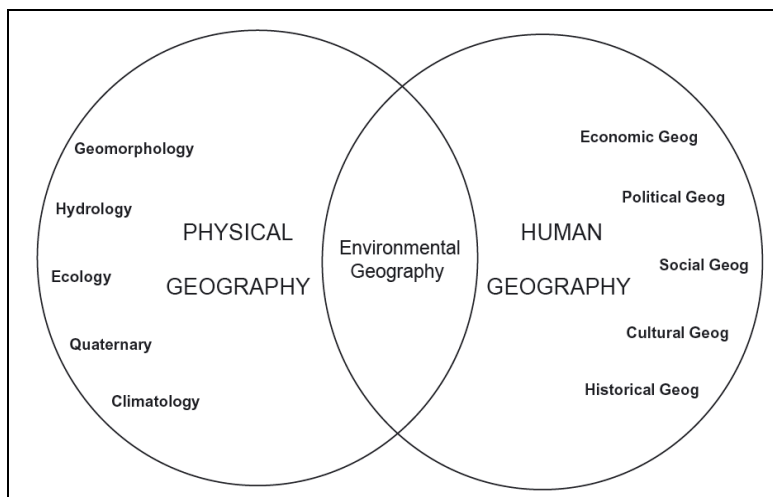 Geomorphology
Hydrology
Ecology
Quaternary
Climatology
PHYSICAL
GEOGRAPHY
Environmental
Geography
HUMAN
GEOGRAPHY
Economic Geog
Political Geog
Social Geog
Cultural Geog
Historical Geog